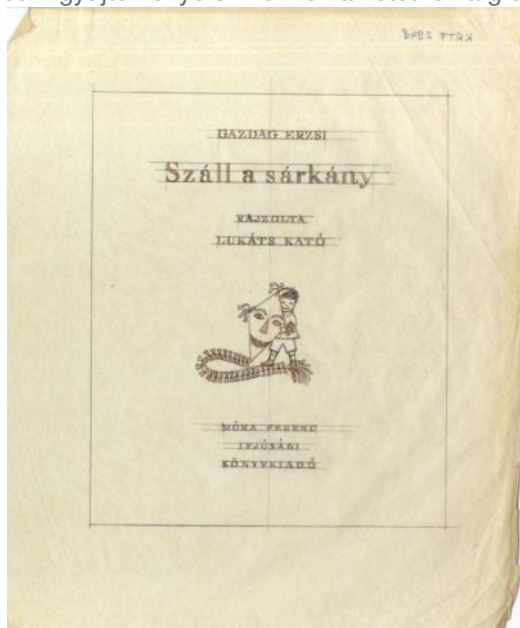 GAZDAG ERZSI
Száll a sárkány
RAJZOLTA
LUKÁTS KATÓ
MÓRA FERENC
IFJÚSÁGI
KÖNYVKIADÓ